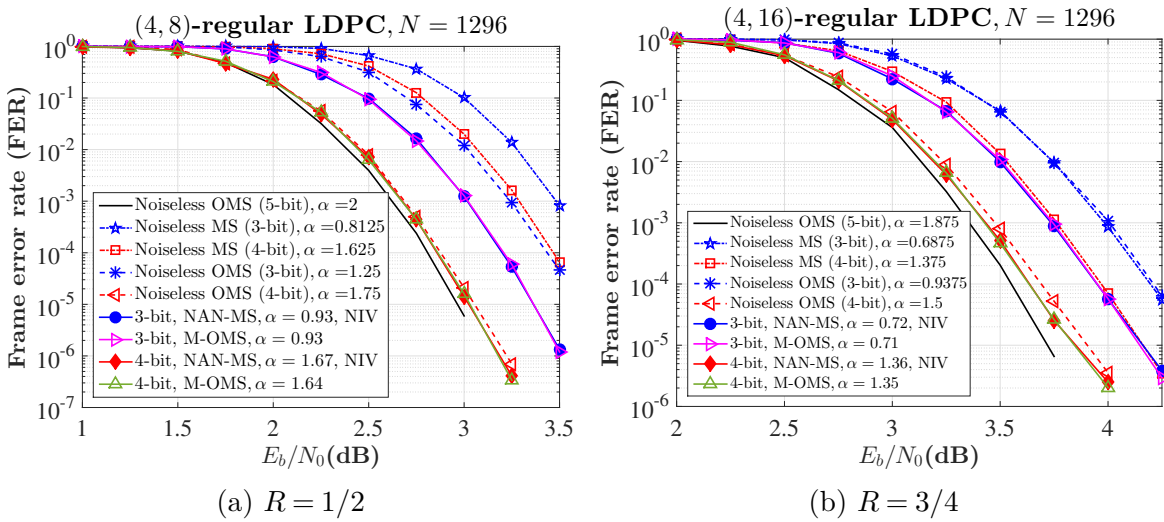 (4, 8)-regular LDPC, N = 1296
Frame error rate (FER)
10^0
10^-1
10^-2
10^-3
10^-4
10^-5
10^-6
10^-7
Noiseless OMS (5-bit), α =2
Noiseless MS (3-bit), α =0.8125
Noiseless MS (4-bit), α =1.625
Noiseless OMS (3-bit), α =1.25
Noiseless OMS (4-bit), α =1.75
3-bit, NAN-MS, α = 0.93, NIV
3-bit, M-OMS, α = 0.93
4-bit, NAN-MS, α = 1.67, NIV
4-bit, M-OMS, α = 1.64
1 1.5 2 2.5 3 3.5
E_b/N_0(dB)
(a) R = 1/2
(4, 16)-regular LDPC, N = 1296
Frame error rate (FER)
10^0
10^-1
10^-2
10^-3
10^-4
10^-5
10^-6
Noiseless OMS (5-bit), α =1.875
Noiseless MS (3-bit), α =0.6875
Noiseless MS (4-bit), α =1.375
Noiseless OMS (3-bit), α =0.9375
Noiseless OMS (4-bit), α =1.5
3-bit, NAN-MS, α = 0.72, NIV
3-bit, M-OMS, α = 0.71
4-bit, NAN-MS, α = 1.36, NIV
4-bit, M-OMS, α = 1.35
2 2.5 3 3.5 4
E_b/N_0(dB)
(b) R = 3/4